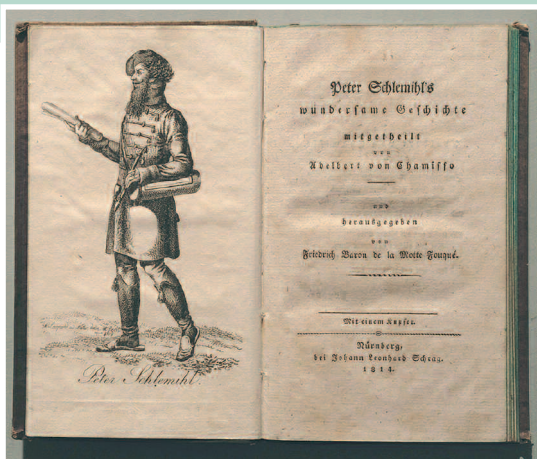 Peter Schlemihl
Peter Schlemihl's
wundersame Geschichte
mitgetheilt
von
Adelbert von Chamisso
und
herausgegeben
von
Friedrich Baron de la Motte Fouqué.
Mit einem Kupfer.
Nürnberg,
bei Johann Leonhard Schrag.
1814.